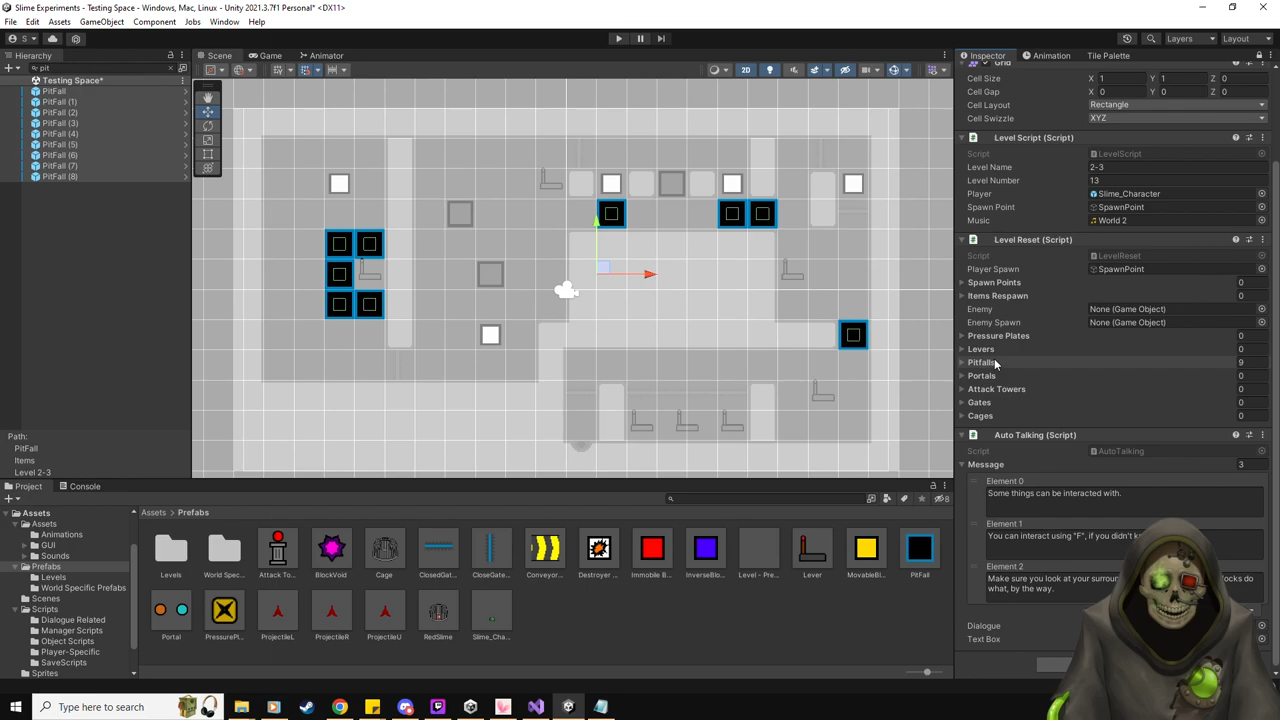 Slime Experiments - Testing Space - Windows, Mac, Linux - Unity 2021.3.7f1 Personal* <DX11>
File Edit Assets GameObject Component Jobs Window Help
S
Layers
Layout
Hierarchy
pit
Testing Space*
PitFall
PitFall (1)
PitFall (2)
PitFall (3)
PitFall (4)
PitFall (5)
PitFall (6)
PitFall (7)
PitFall (8)
Path:
PitFall
Items
Level 2-3
Scene Game Animator
2D
Inspector Animation Tile Palette
Grid
Cell Size X 1 Y 1 Z 0
Cell Gap X 0 Y 0 Z 0
Cell Layout Rectangle
Cell Swizzle XYZ
Level Script (Script)
Script LevelScript
Level Name 2-3
Level Number 13
Player Slime_Character
Spawn Point SpawnPoint
Music World 2
Level Reset (Script)
Script LevelReset
Player Spawn SpawnPoint
Spawn Points 0
Items Respawn 0
Enemy None (Game Object)
Enemy Spawn None (Game Object)
Pressure Plates 0
Levers 0
Pitfalls 9
Portals 0
Attack Towers 0
Gates 0
Cages 0
Auto Talking (Script)
Script AutoTalking
Message 3
Element 0
Some things can be interacted with.
Element 1
You can interact using "F", if you didn't
Element 2
Make sure you look at your
what, by the way.
Dialogue
Text Box
Project Console
8
Assets
Animations
GUI
Sounds
Prefabs
Levels
World Specific Prefabs
Scenes
Scripts
Dialogue Related
Manager Scripts
Object Scripts
Player-Specific
SaveScripts
Sprites
Assets > Prefabs
Levels World Spec... Attack To... BlockVoid Cage ClosedGat... CloseGate... Conveyor... Destroyer ... Immobile B... InverseBlo... Level - Pre... Lever MovableBl... PitFall
Portal PressurePl... ProjectileL ProjectileR ProjectileU RedSlime Slime_Cha...
Type here to search